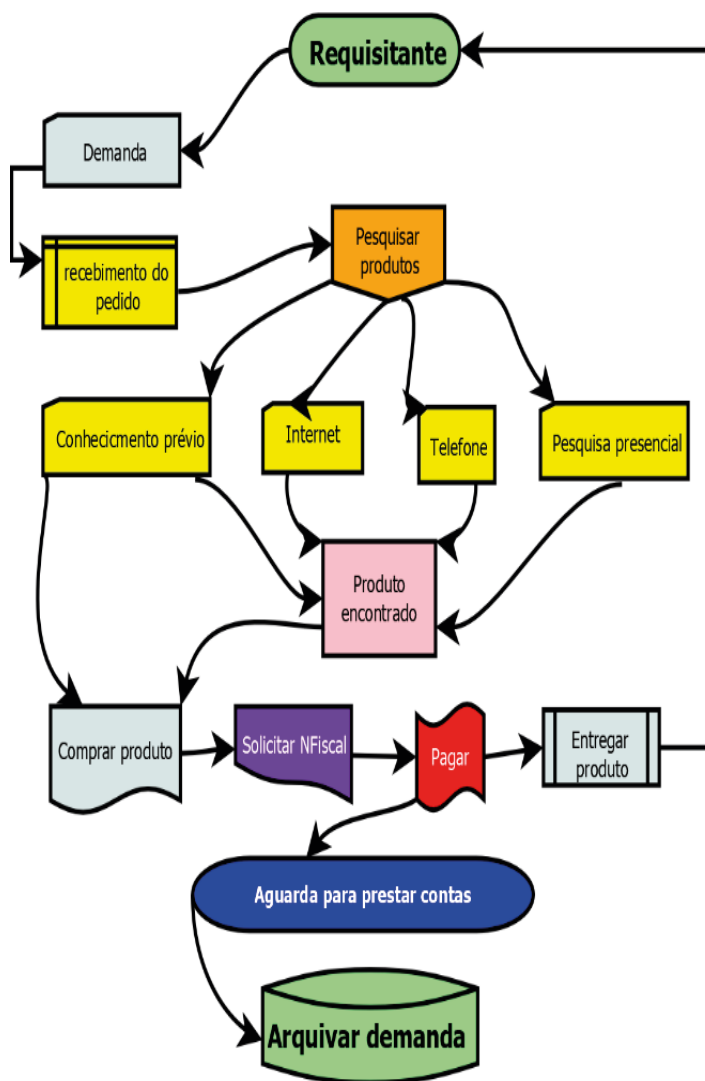 Requisitante
Demanda
recebimento do
pedido
Pesquisar
produtos
Conhecicmento prévio
Internet
Telefone
Pesquisa presencial
Produto
encontrado
Comprar produto
Solicitar NFiscal
Pagar
Entregar
produto
Aguarda para prestar contas
Arquivar demanda